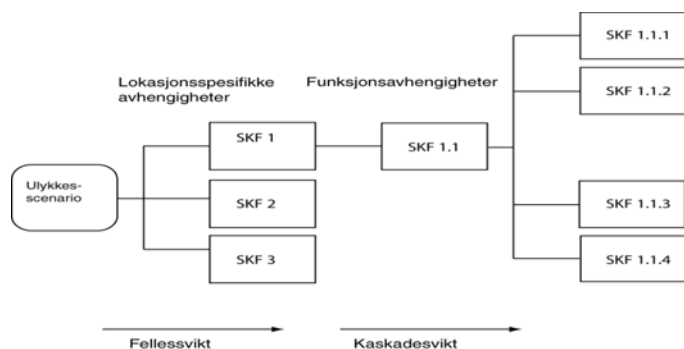 SKF 1.1.1
Lokasjonsspesifikke
avhengigheter
Funksjonsavhengigheter
SKF 1.1.2
SKF 1
SKF 1.1
Ulykkes-
scenario
SKF 2
SKF 1.1.3
SKF 3
SKF 1.1.4
Fellessvikt
Kaskadesvikt